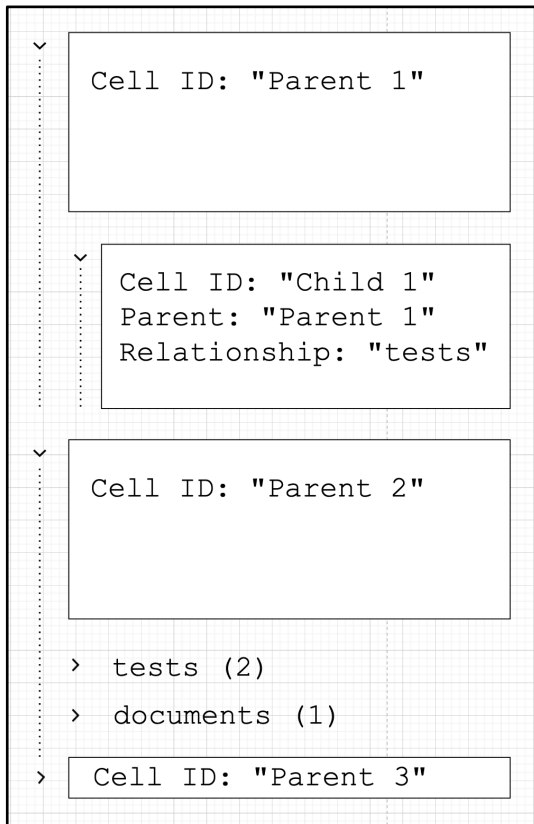 Cell ID: "Parent 1"
Cell ID: "Child 1"
Parent: "Parent 1"
Relationship: "tests"
Cell ID: "Parent 2"
tests (2)
documents (1)
Cell ID: "Parent 3"